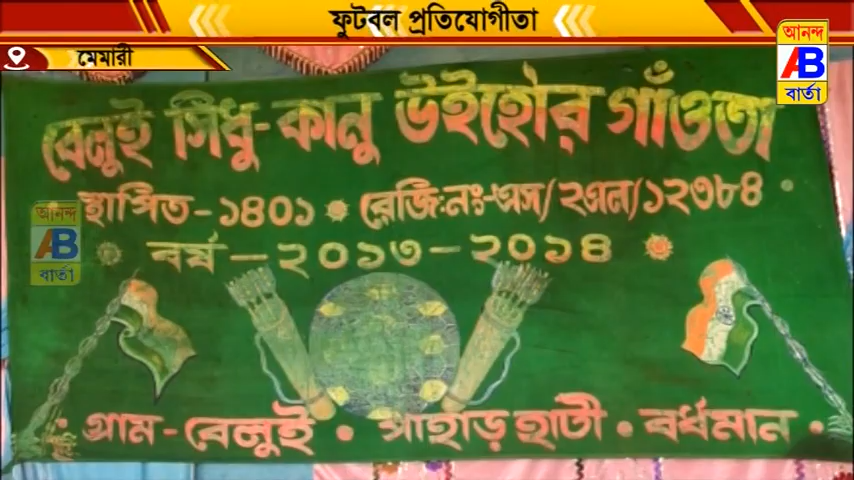 ফুটবল প্রতিযোগীতা
মেমারী
আনন্দ
AB
বার্তা
বেলুই সিধু-কানু উইহোর গাঁওতা
স্থাপিত-১৪০১ রেজি:নং-এস/২এল/১২৩৮৪
আনন্দ
AB
বার্তা
বর্ষ-২০১৩-২০১৪
গ্রাম-বেলুই • পাহাড়হাটী • বর্ধমান •